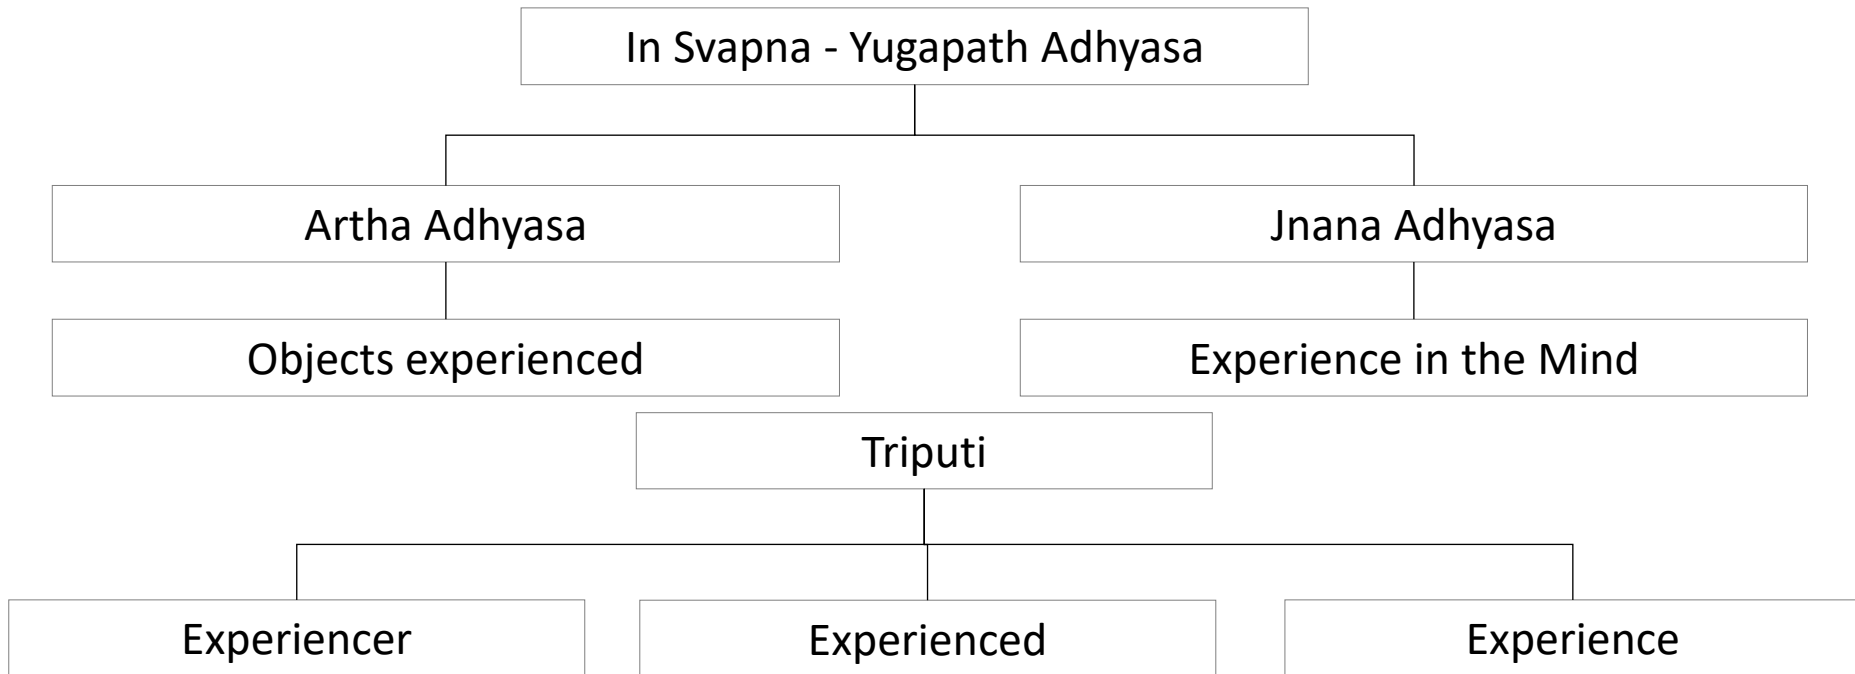 In Svapna - Yugapath Adhyasa
Artha Adhyasa
Jnana Adhyasa
Objects experienced
Experience in the Mind
Triputi
Experiencer
Experienced
Experience